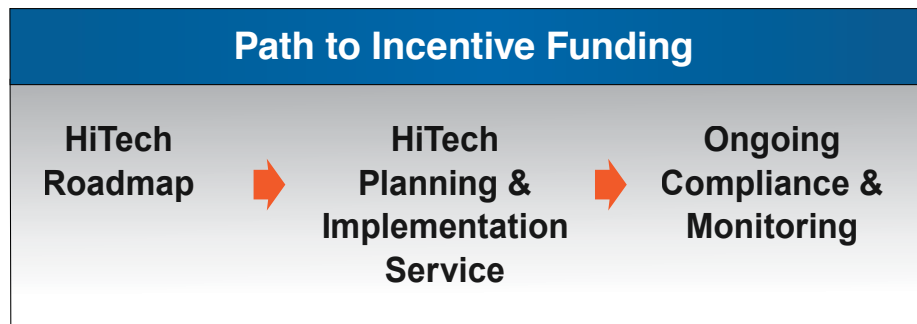 Path to Incentive Funding
HiTech
Roadmap
HiTech
Planning &
Implementation
Service
Ongoing
Compliance &
Monitoring